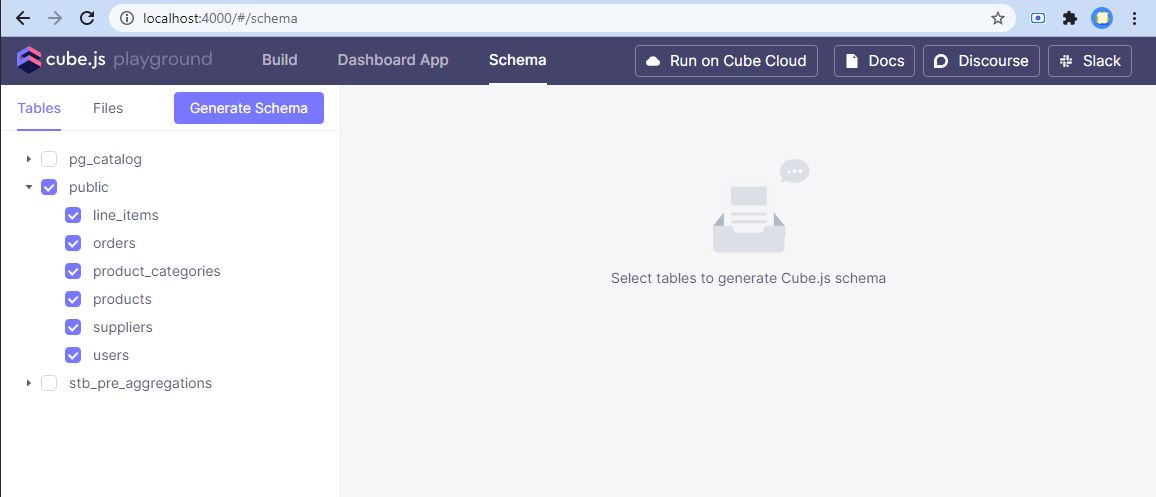 localhost:4000/#/schema
cube.js playground Build Dashboard App Schema Run on Cube Cloud Docs Discourse Slack
Tables Files Generate Schema
pg_catalog
public
line_items
orders
product_categories
products
suppliers
users
stb_pre_aggregations
Select tables to generate Cube.js schema